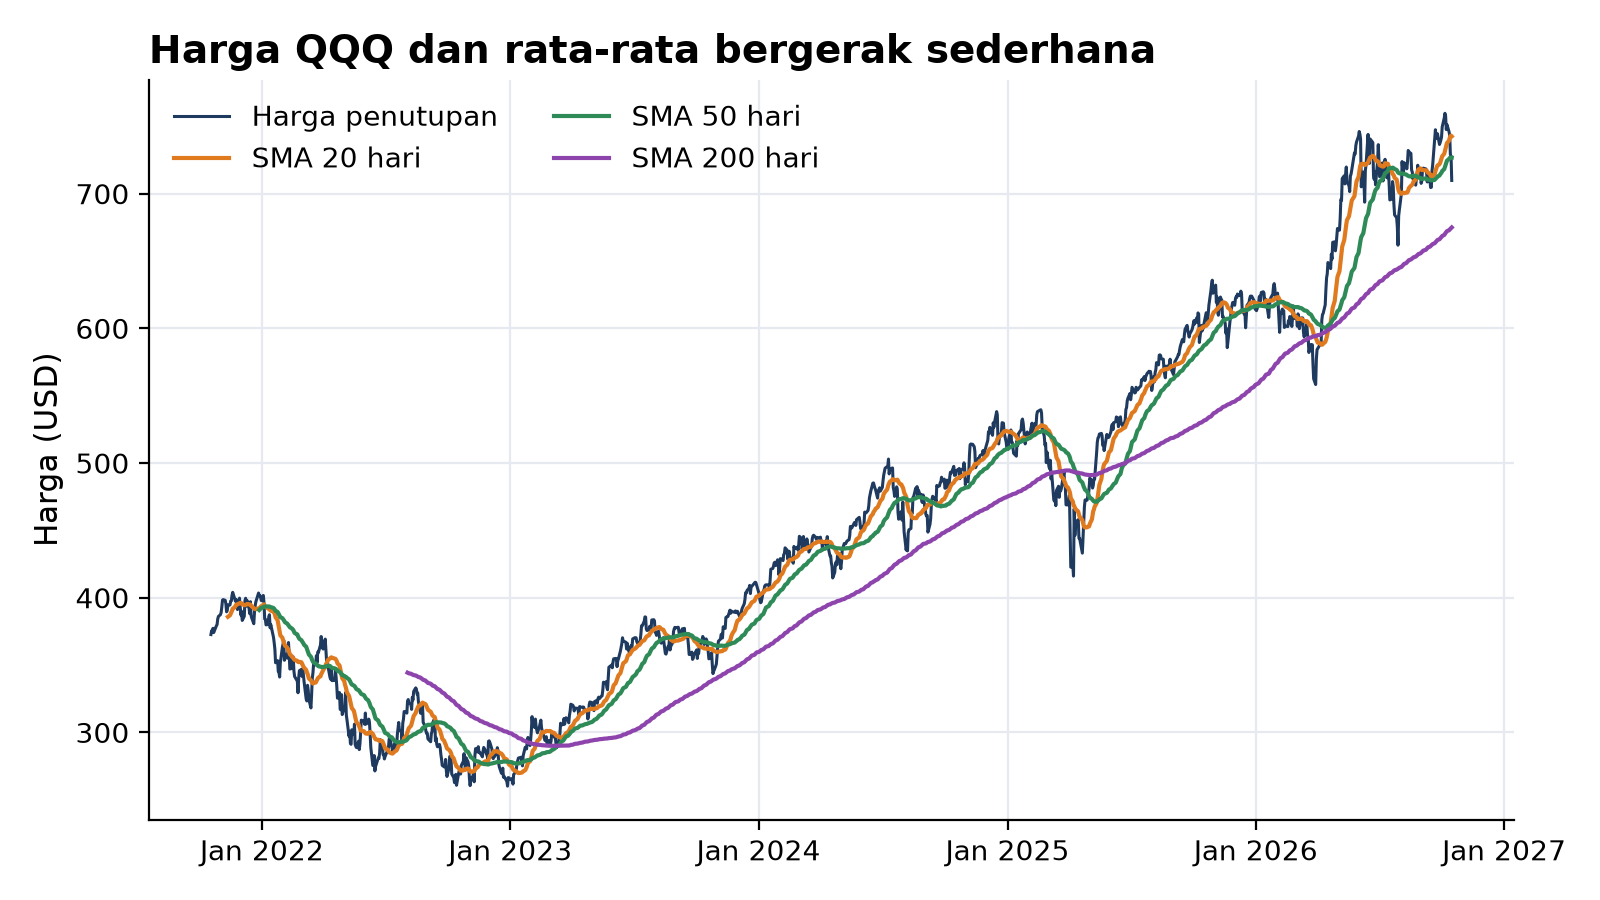 Harga QQQ dan rata-rata bergerak sederhana
Harga penutupan
SMA 20 hari
SMA 50 hari
SMA 200 hari
Harga (USD)
700
600
500
400
300
Jan 2022
Jan 2023
Jan 2024
Jan 2025
Jan 2026
Jan 2027